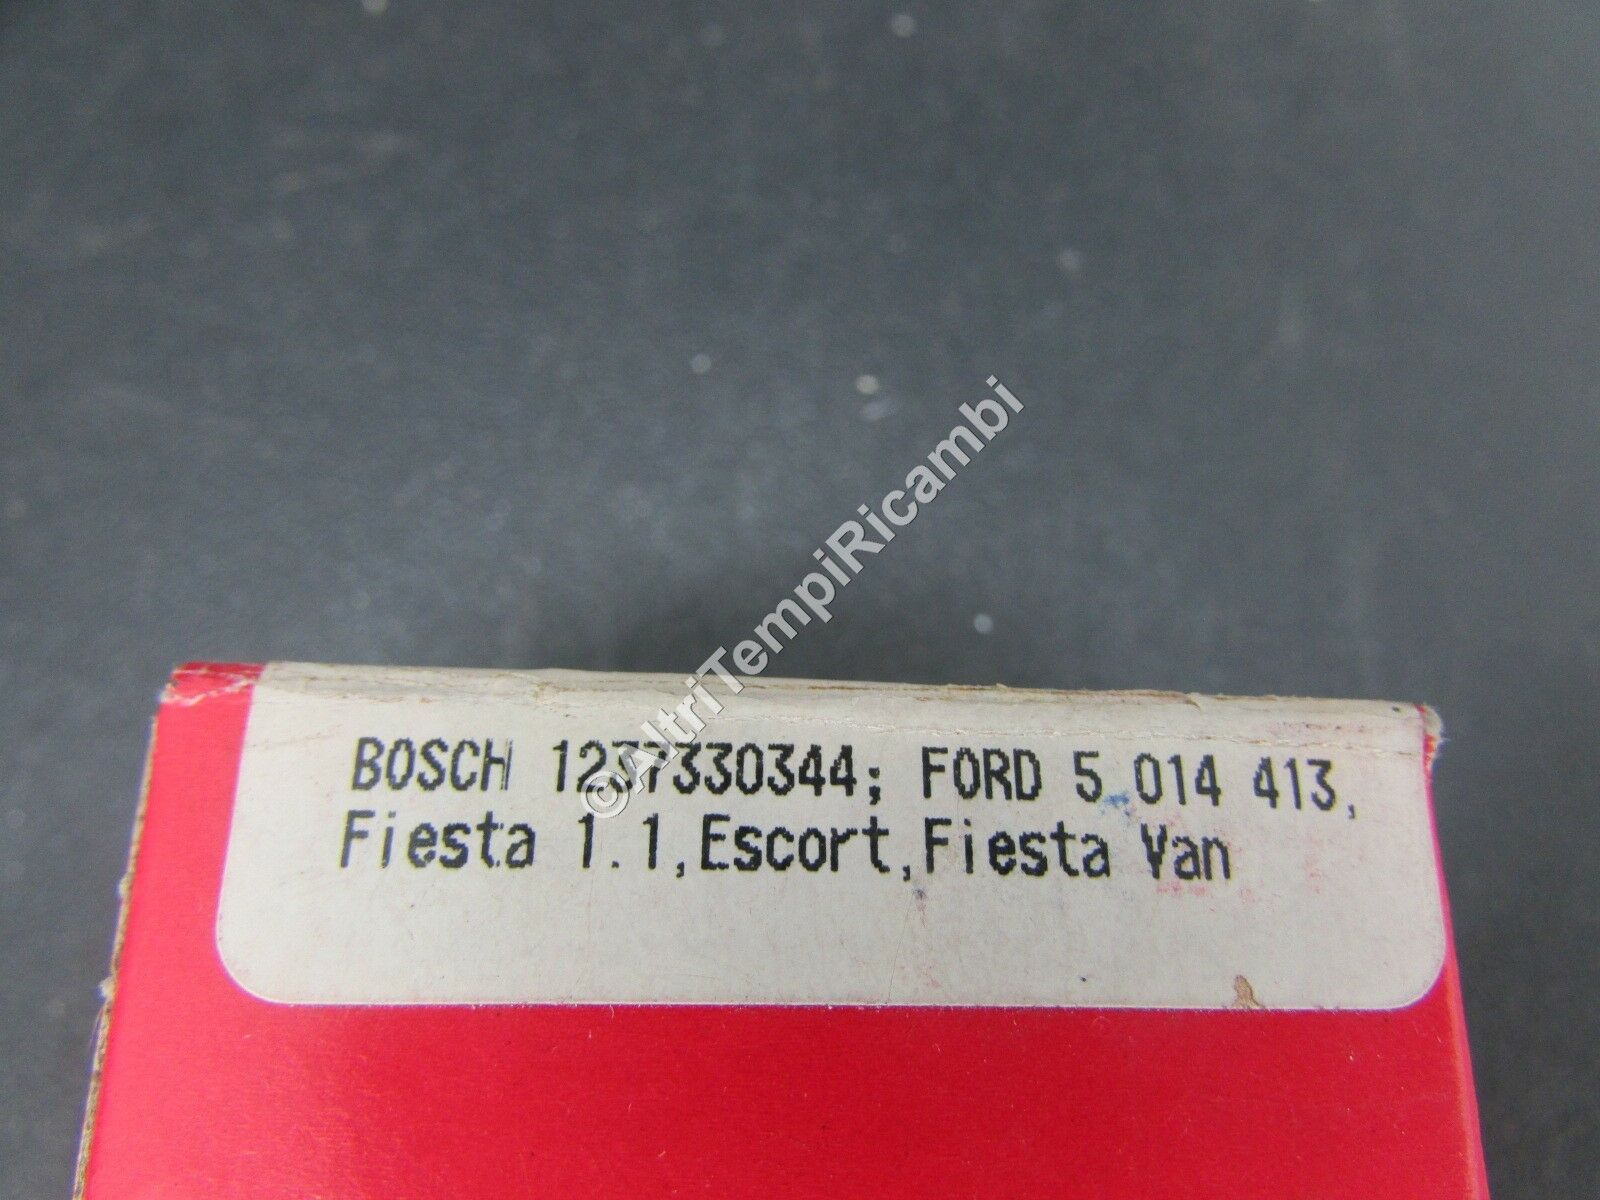 ©AltriTempiRicambi
BOSCH 1237330344; FORD 5 014 413,
Fiesta 1.1,Escort,Fiesta Van